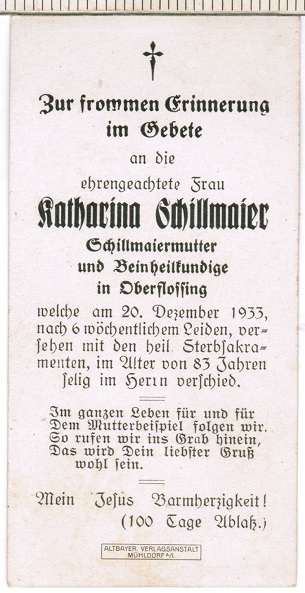 Zur frommen Erinnerung
im Gebete
an die
ehrengeachtete Frau
Katharina Schillmaier
Schillmaiermutter
und Beinheilkundige
in Oberflossing
welche am 20. Dezember 1933,
nach 6 wöchentlichem Leiden, ver=
sehen mit den heil. Sterbsakra=
menten, im Alter von 83 Jahren
selig im Herrn verschied.
Im ganzen Leben für und für
Dem Mutterbeispiel folgen wir.
So rufen wir ins Grab hinein,
Das wird Dein liebster Gruß
wohl sein.
Mein Jesus Barmherzigkeit!
(100 Tage Ablaß.)
ALTBAYER. VERLAGSANSTALT
MÜHLDORF a/I.